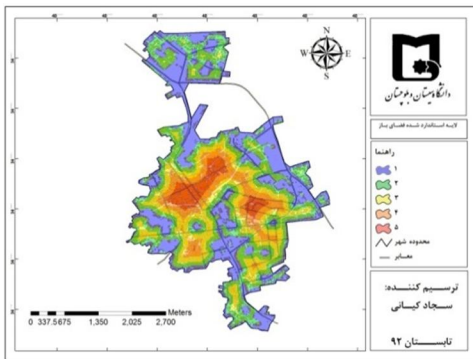 N
W E
S
دانشگاه سیستان و بلوچستان
لایه استاندارد شده فضای باز
راهنما
۱
۲
۳
۴
۵
محدوده شهر
معابر
ترسیم کننده:
سجاد کیانی
تابستان ۹۲
Meters
0 337.5675 1,350 2,025 2,700